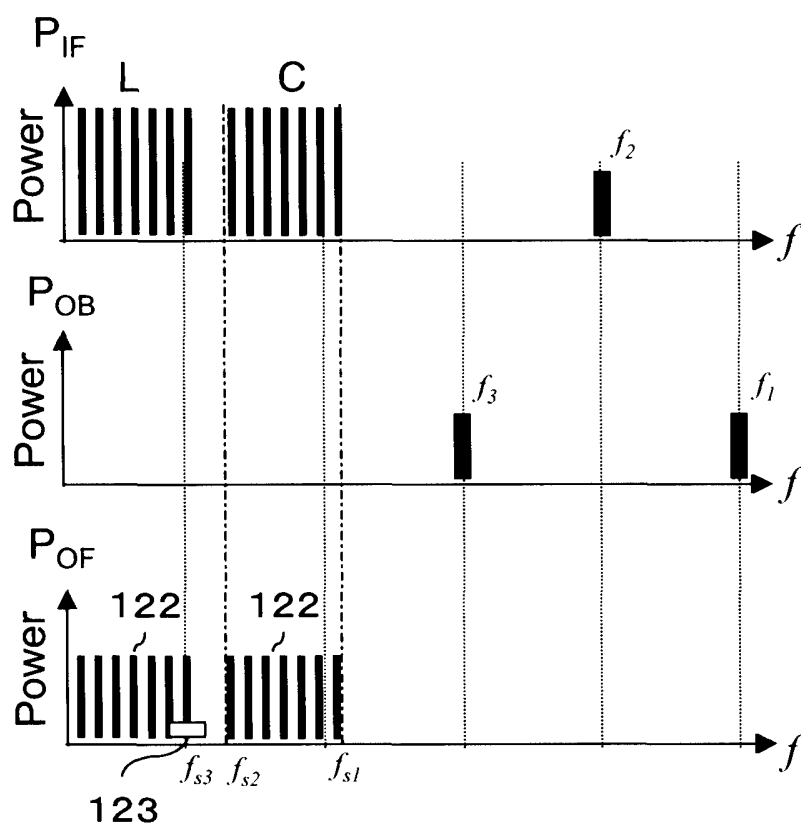 P_IF
L C
Power
f_2
f
P_OB
Power
f_3
f_1
f
P_OF
122 122
Power
f
f_s3 f_s2 f_s1
123